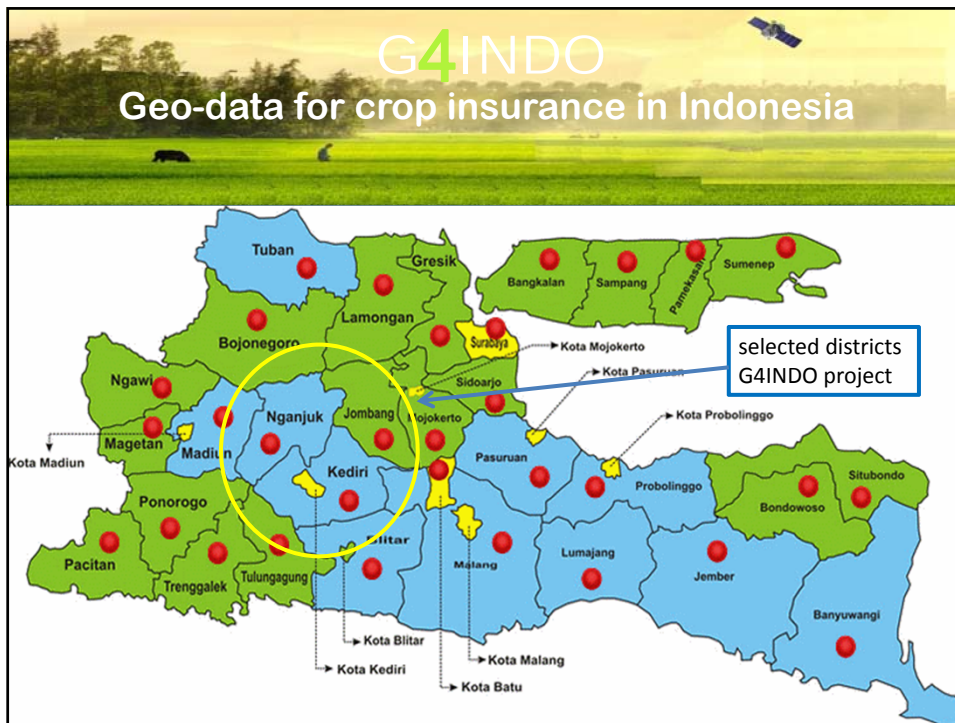 G4INDO
Geo-data for crop insurance in Indonesia
Tuban
Gresik
Bangkalan
Sampang
Pamekasan
Sumenep
Lamongan
Bojonegoro
Surabaya
Kota Mojokerto
selected districts
G4INDO project
Kota Pasuruan
Ngawi
Sidoarjo
Nganjuk
Jombang
Mojokerto
Kota Probolinggo
Magetan
Madiun
Kota Madiun
Pasuruan
Kediri
Probolinggo
Situbondo
Bondowoso
Ponorogo
Blitar
Malang
Lumajang
Jember
Pacitan
Trenggalek
Tulungagung
Banyuwangi
Kota Blitar
Kota Kediri
Kota Malang
Kota Batu